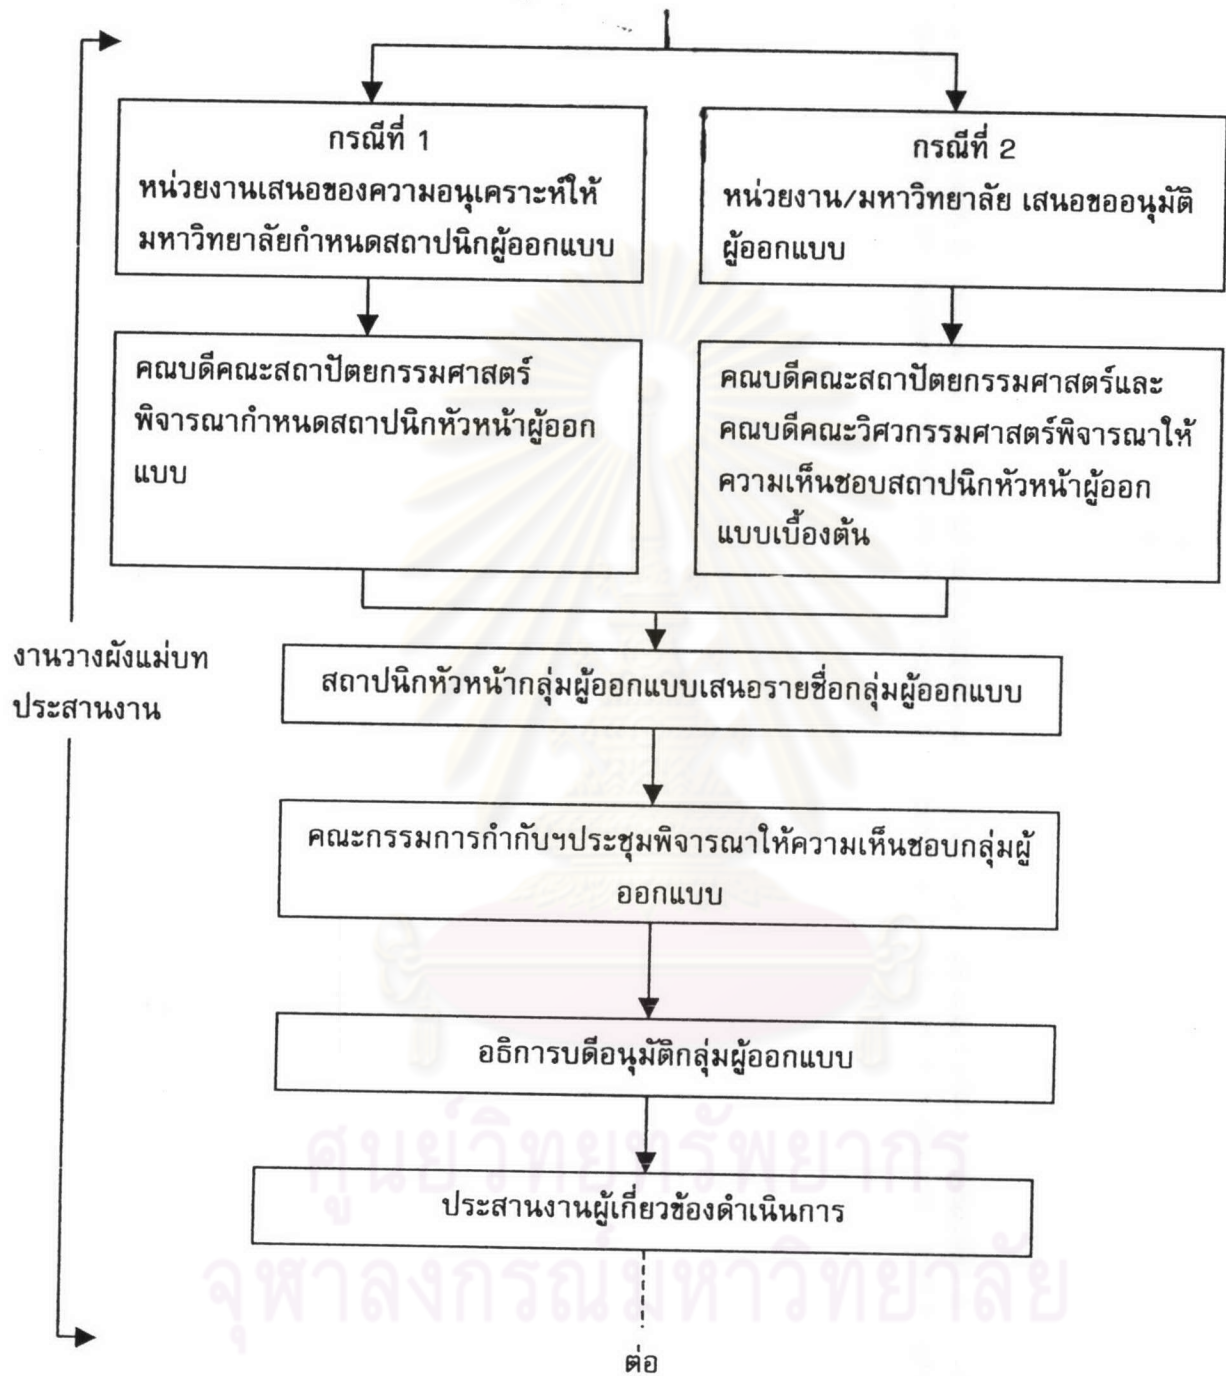 กรณีที่ 1
หน่วยงานเสนอของความอนุเคราะห์ให้
มหาวิทยาลัยกำหนดสถาปนิกผู้ออกแบบ
กรณีที่ 2
หน่วยงาน/มหาวิทยาลัย เสนอขออนุมัติ
ผู้ออกแบบ
คณบดีคณะสถาปัตยกรรมศาสตร์
พิจารณากำหนดสถาปนิกหัวหน้าผู้ออก
แบบ
คณบดีคณะสถาปัตยกรรมศาสตร์และ
คณบดีคณะวิศวกรรมศาสตร์พิจารณาให้
ความเห็นชอบสถาปนิกหัวหน้าผู้ออก
แบบเบื้องต้น
งานวางผังแม่บท
ประสานงาน
สถาปนิกหัวหน้ากลุ่มผู้ออกแบบเสนอรายชื่อกลุ่มผู้ออกแบบ
คณะกรรมการกำกับฯประชุมพิจารณาให้ความเห็นชอบกลุ่มผู้
ออกแบบ
อธิการบดีอนุมัติกลุ่มผู้ออกแบบ
ประสานงานผู้เกี่ยวข้องดำเนินการ
ต่อ
ศูนย์วิทยทรัพยากร
จุฬาลงกรณ์มหาวิทยาลัย